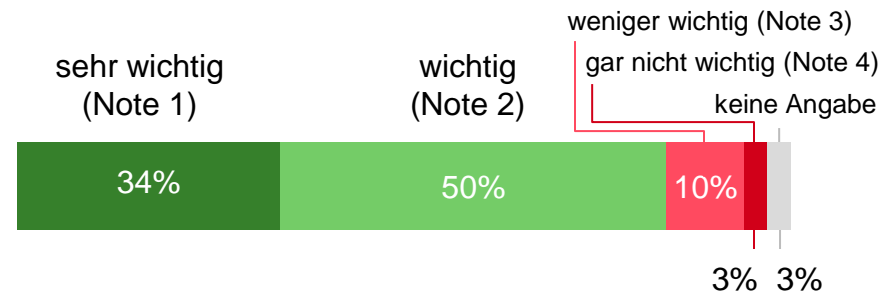 weniger wichtig (Note 3)
sehr wichtig
(Note 1)
wichtig
(Note 2)
gar nicht wichtig (Note 4)
keine Angabe
34%
50%
10%
3%
3%